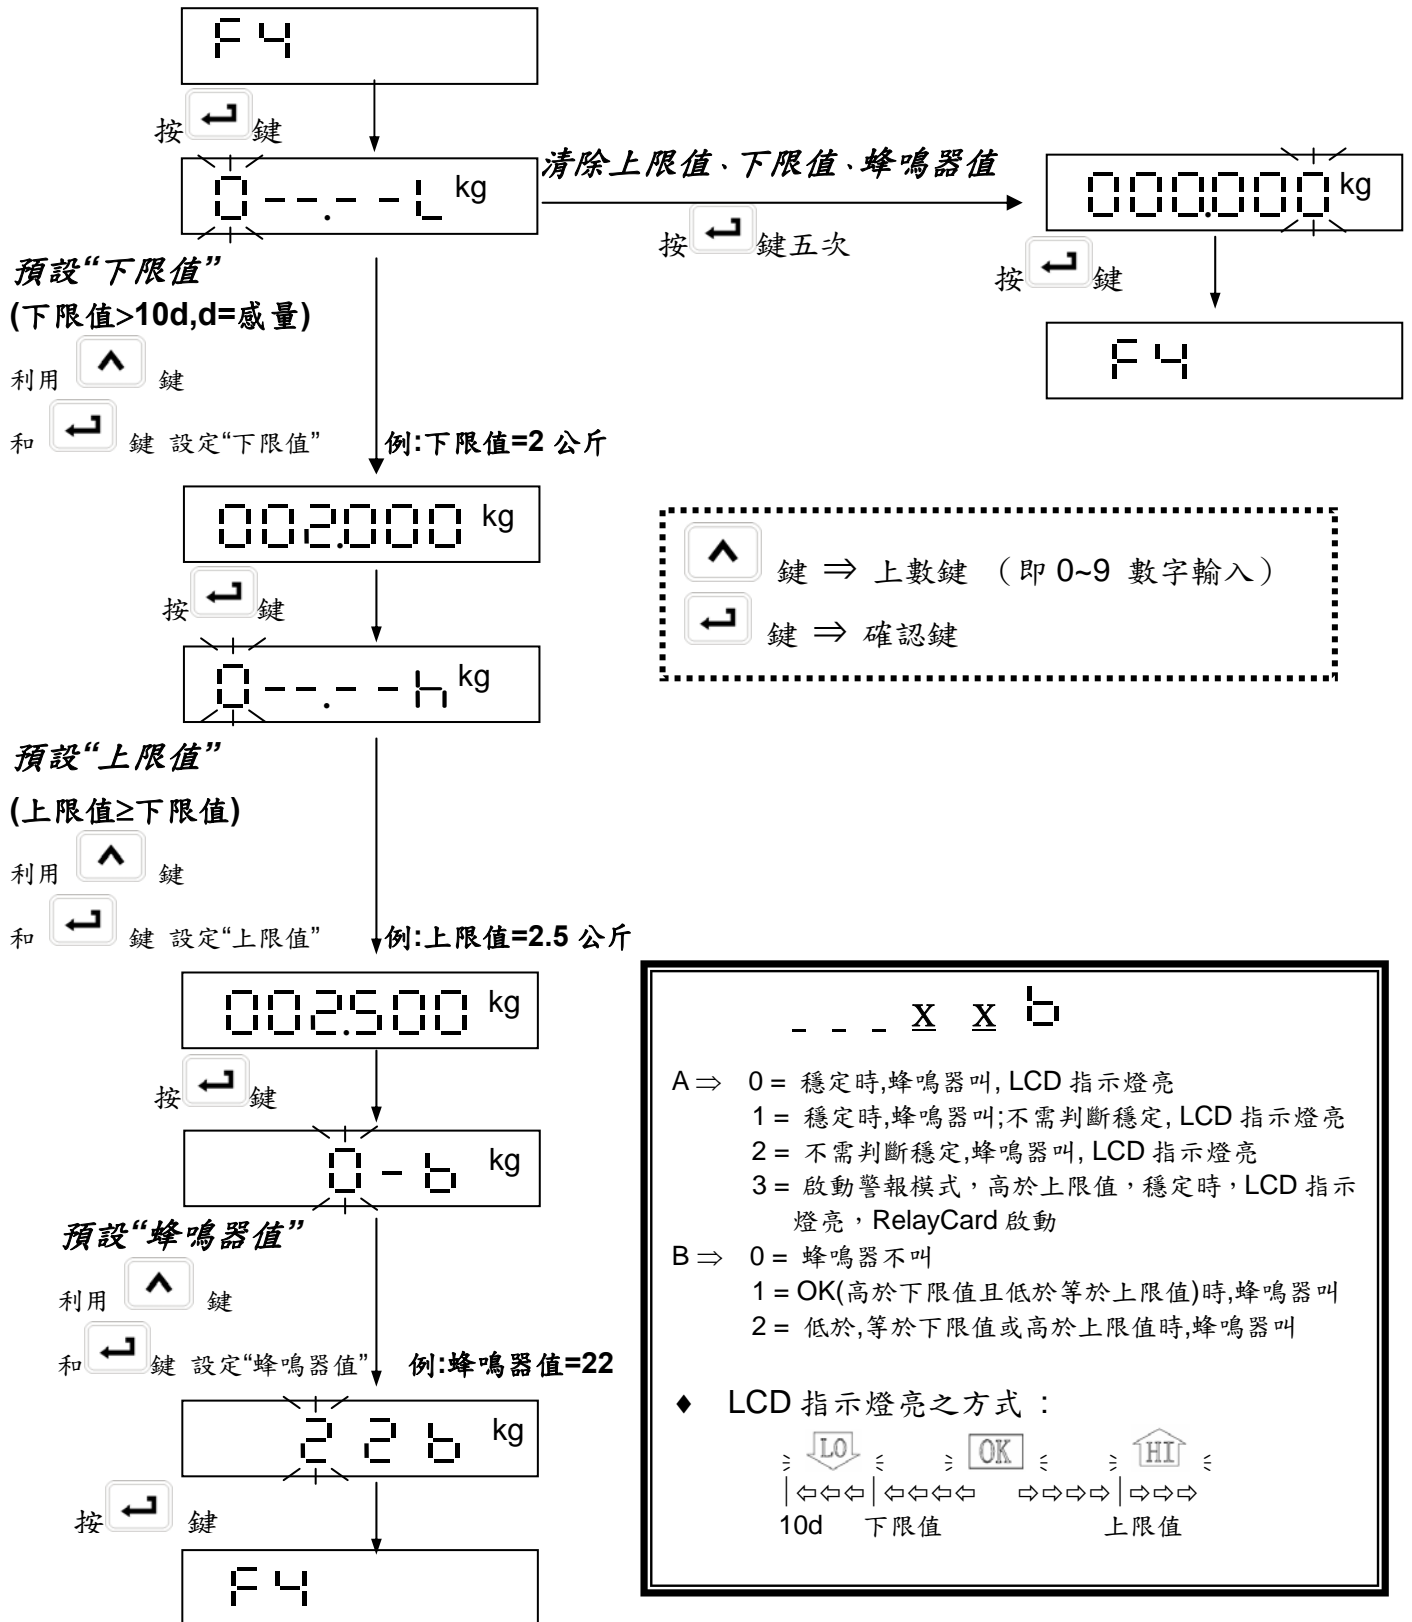 F4
按 鍵
0--.--L kg
清除上限值、下限值、蜂鳴器值
按 鍵五次
000.000 kg
按 鍵
F4
預設“下限值”
(下限值>10d,d=感量)
利用 鍵
和 鍵 設定“下限值”
例:下限值=2 公斤
002.000 kg
按 鍵
0--.--h kg
鍵 ⇒ 上數鍵 （即 0~9 數字輸入）
鍵 ⇒ 確認鍵
預設“上限值”
(上限值≥下限值)
利用 鍵
和 鍵 設定“上限值”
例:上限值=2.5 公斤
002.500 kg
按 鍵
0-b kg
預設“蜂鳴器值”
利用 鍵
和 鍵 設定“蜂鳴器值”
例:蜂鳴器值=22
2 2 b kg
按 鍵
F4
_ _ _ x x b
A⇒ 0 = 穩定時,蜂鳴器叫, LCD 指示燈亮
1 = 穩定時,蜂鳴器叫;不需判斷穩定, LCD 指示燈亮
2 = 不需判斷穩定,蜂鳴器叫, LCD 指示燈亮
3 = 啟動警報模式，高於上限值，穩定時，LCD 指示
燈亮，RelayCard 啟動
B⇒ 0 = 蜂鳴器不叫
1 = OK(高於下限值且低於等於上限值)時,蜂鳴器叫
2 = 低於,等於下限值或高於上限值時,蜂鳴器叫
♦ LCD 指示燈亮之方式：
LO OK HI
|⇦⇦⇦|⇦⇦⇦⇦ ⇨⇨⇨⇨|⇨⇨⇨
10d 下限值 上限值